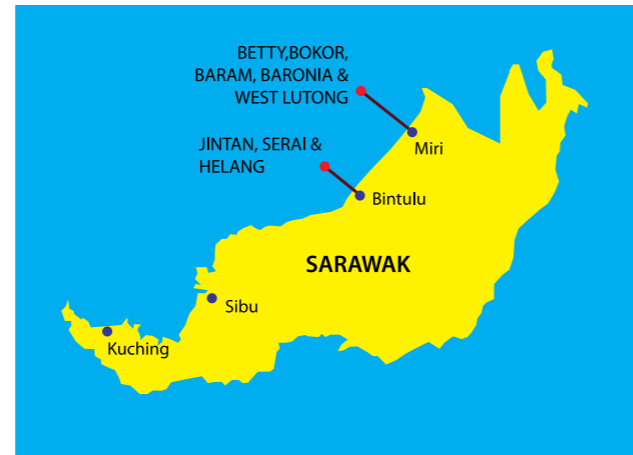 BETTY,BOKOR,
BARAM, BARONIA &
WEST LUTONG
JINTAN, SERAI &
HELANG
Miri
Bintulu
SARAWAK
Sibu
Kuching